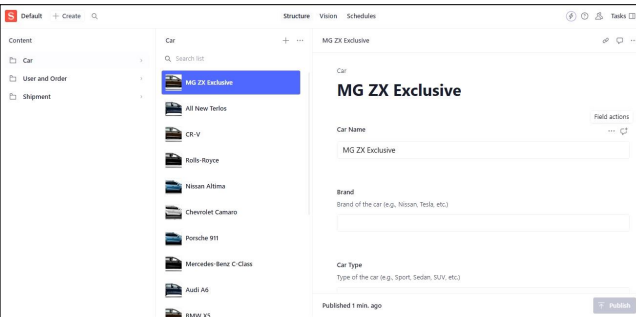 S Default + Create Structure Vision Schedules Tasks
Content
Car
User and Order
Shipment
Car
Search list
MG ZX Exclusive
All New Terlos
CR-V
Rolls-Royce
Nissan Altima
Chevrolet Camaro
Porsche 911
Mercedes-Benz C-Class
Audi A6
BMW X5
MG ZX Exclusive
Car
MG ZX Exclusive
Field actions
Car Name
MG ZX Exclusive
Brand
Brand of the car (e.g., Nissan, Tesla, etc.)
Car Type
Type of the car (e.g., Sport, Sedan, SUV, etc.)
Published 1 min. ago Publish